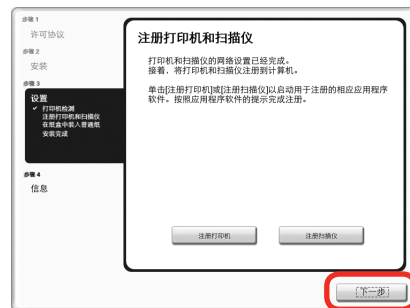 步骤 1
许可协议
步骤 2
安装
步骤 3
设置
✓ 打印机检测
注册打印机和扫描仪
在纸盒中装入普通纸
安装完成
步骤 4
信息
注册打印机和扫描仪
打印机和扫描仪的网络设置已经完成。
接着，将打印机和扫描仪注册到计算机。
单击[注册打印机]或[注册扫描仪]以启动用于注册的相应应用程序
软件。按照应用程序软件的提示完成注册。
注册打印机
注册扫描仪
下一步